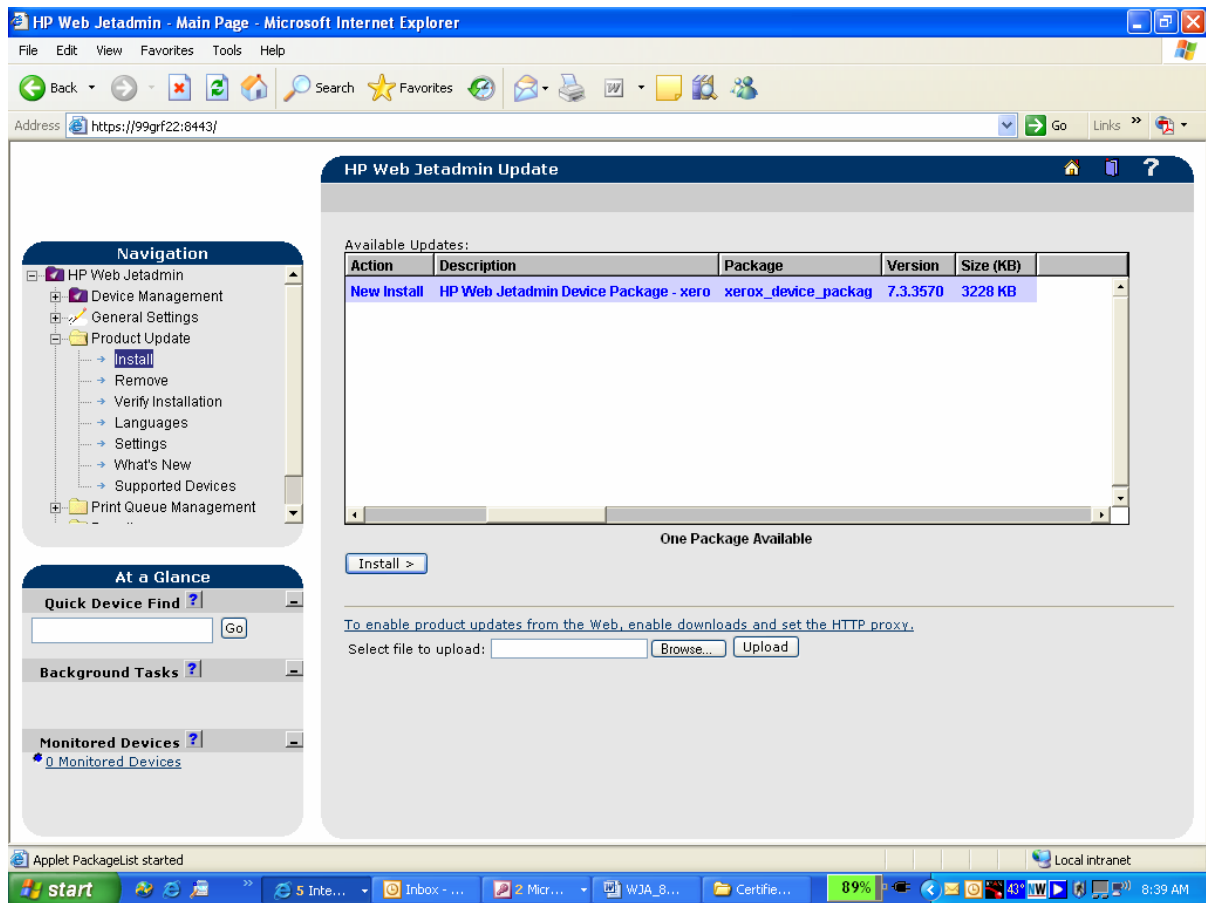 HP Web Jetadmin - Main Page - Microsoft Internet Explorer
File Edit View Favorites Tools Help
Back Search Favorites
Address https://99grf22:8443/ Go Links »
HP Web Jetadmin Update ?
Navigation
HP Web Jetadmin
Device Management
General Settings
Product Update
Install
Remove
Verify Installation
Languages
Settings
What's New
Supported Devices
Print Queue Management
Available Updates:
Action Description Package Version Size (KB)
New Install HP Web Jetadmin Device Package - xero xerox_device_packag 7.3.3570 3228 KB
One Package Available
Install >
To enable product updates from the Web, enable downloads and set the HTTP proxy.
Select file to upload: Browse... Upload
At a Glance
Quick Device Find ?
Go
Background Tasks ?
Monitored Devices ?
0 Monitored Devices
Applet PackageList started Local intranet
start » 5 Inte... Inbox - ... 2 Micr... WJA_8... Certifie... 89% 43° NW 8:39 AM